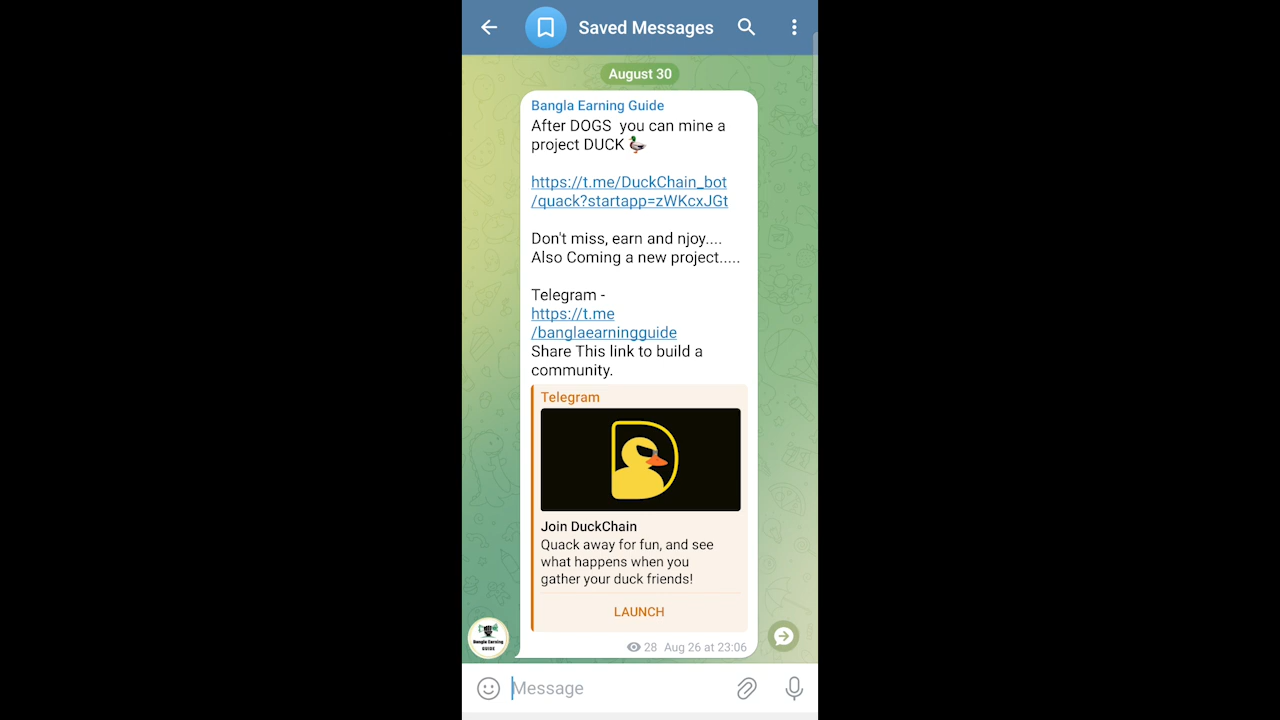 Saved Messages
August 30
Bangla Earning Guide
After DOGS you can mine a
project DUCK 🦆
https://t.me/DuckChain_bot
/quack?startapp=zWKcxJGt
Don't miss, earn and njoy....
Also Coming a new project.....
Telegram -
https://t.me
/banglaearningguide
Share This link to build a
community.
Telegram
Join DuckChain
Quack away for fun, and see
what happens when you
gather your duck friends!
LAUNCH
28 Aug 26 at 23:06
Bangla Earning
GUIDE
Message